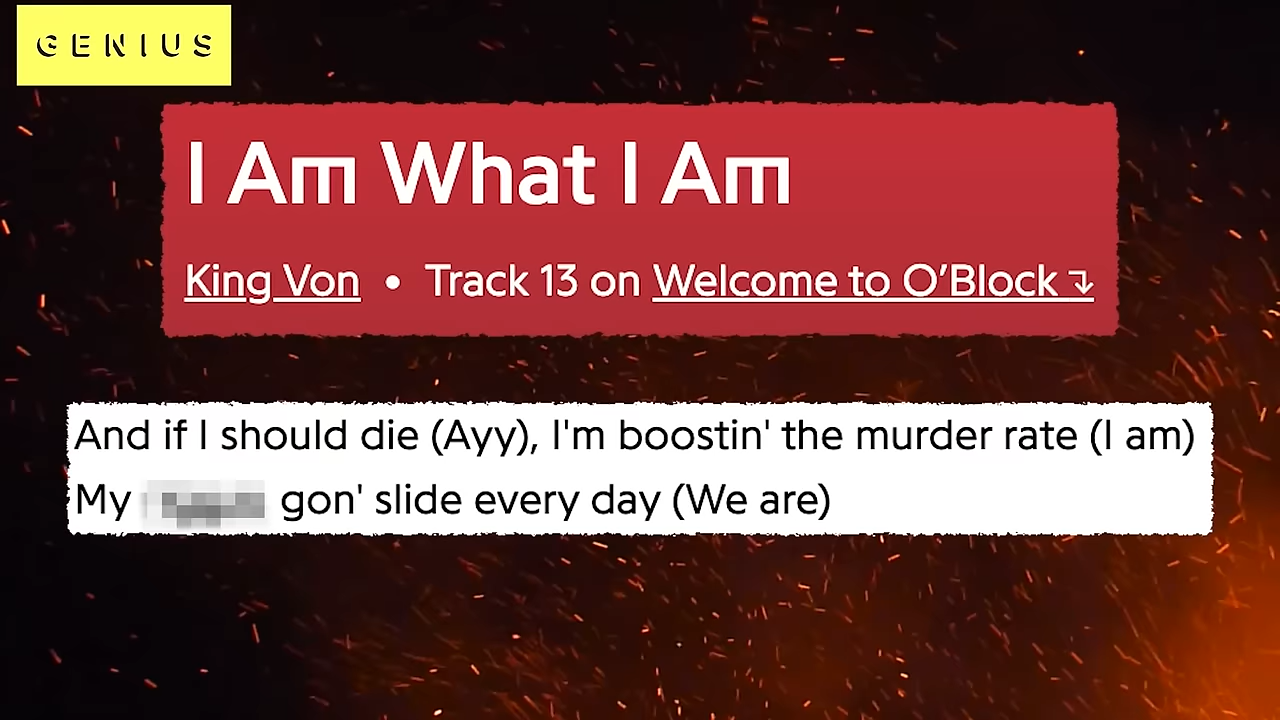 GENIUS
I Am What I Am
King Von • Track 13 on Welcome to O’Block ↴
And if I should die (Ayy), I'm boostin' the murder rate (I am)
My gon' slide every day (We are)